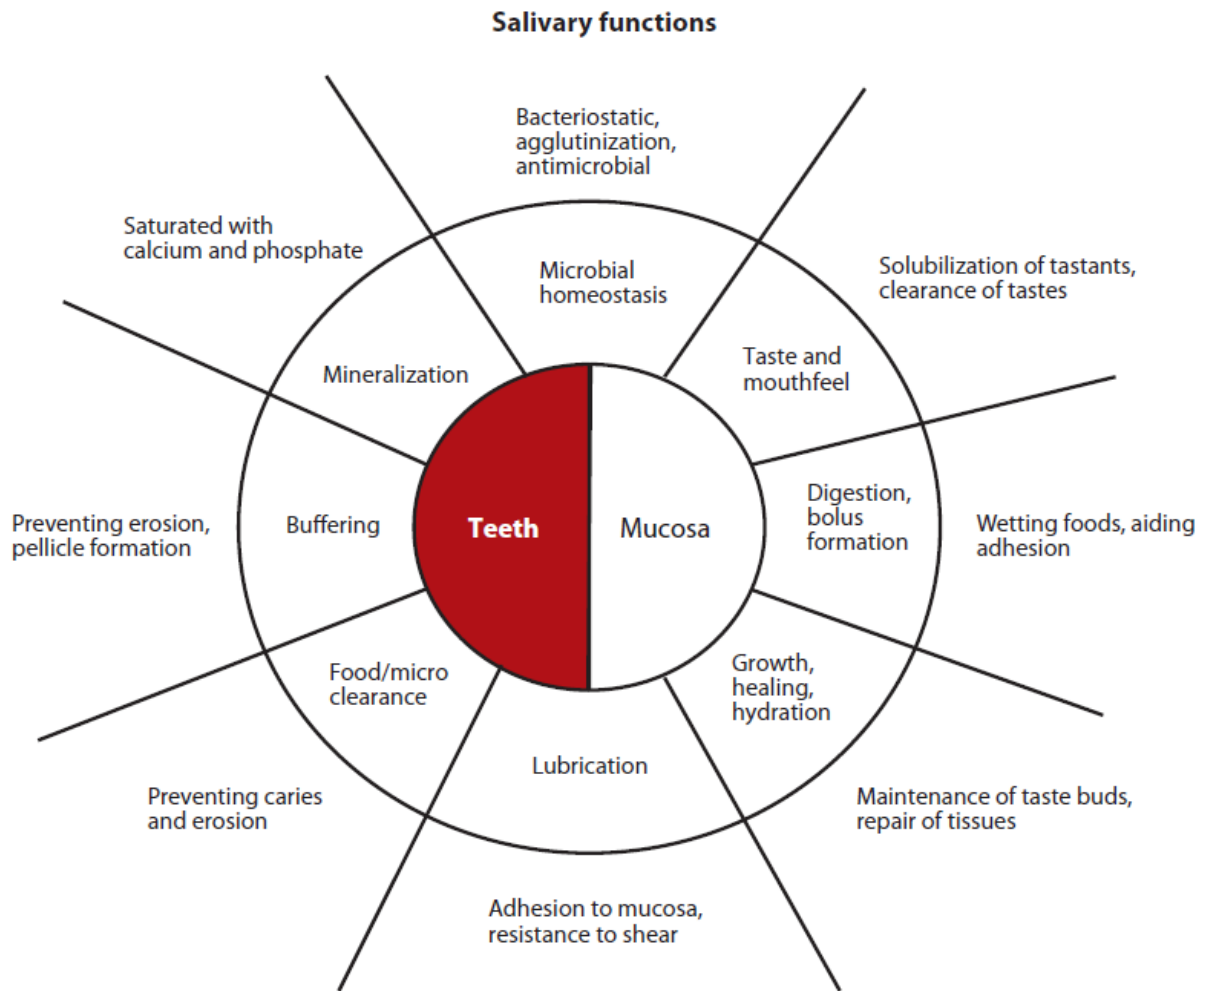 Salivary functions
Bacteriostatic,
agglutinization,
antimicrobial
Saturated with
calcium and phosphate
Microbial
homeostasis
Solubilization of tastants,
clearance of tastes
Mineralization
Taste and
mouthfeel
Preventing erosion,
pellicle formation
Buffering
Teeth
Mucosa
Digestion,
bolus
formation
Wetting foods, aiding
adhesion
Food/micro
clearance
Growth,
healing,
hydration
Lubrication
Preventing caries
and erosion
Maintenance of taste buds,
repair of tissues
Adhesion to mucosa,
resistance to shear